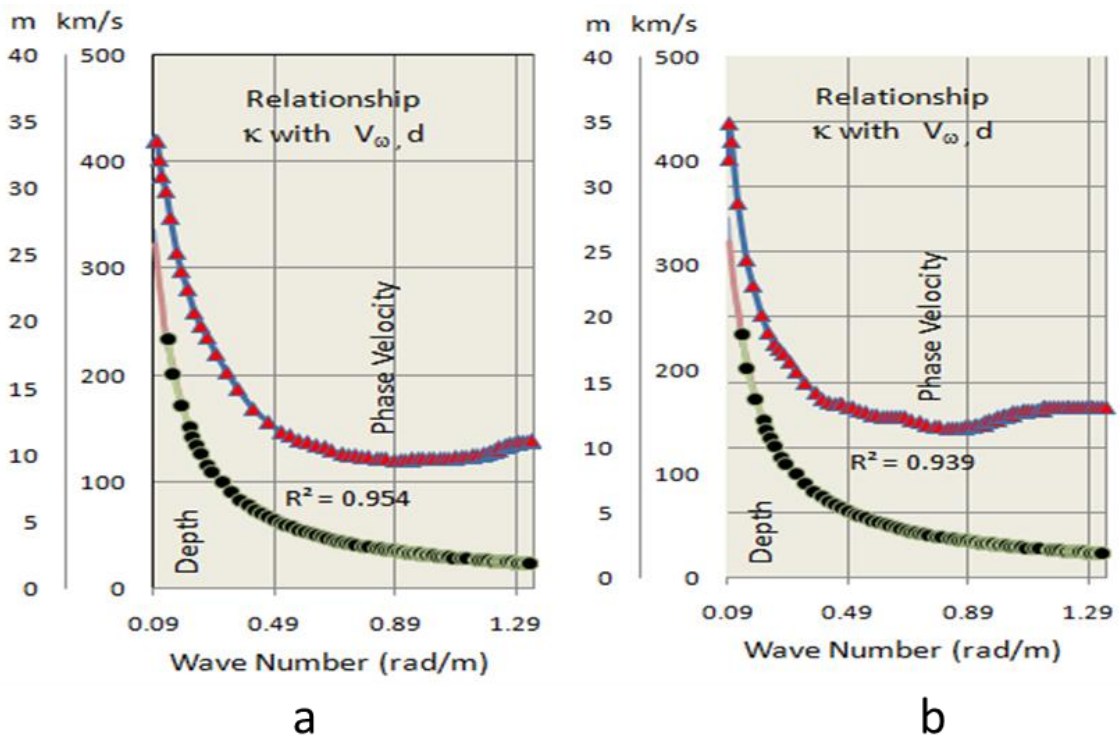 m km/s
40 500
35
400
30
300
25
20
200
15
10
100
5
0 0
Relationship
κ with Vω, d
Phase Velocity
R² = 0.954
Depth
0.09 0.49 0.89 1.29
Wave Number (rad/m)
a
m km/s
40 500
35
400
30
300
25
20
200
15
10
100
5
0 0
Relationship
κ with Vω, d
Phase Velocity
R² = 0.939
Depth
0.09 0.49 0.89 1.29
Wave Number (rad/m)
b